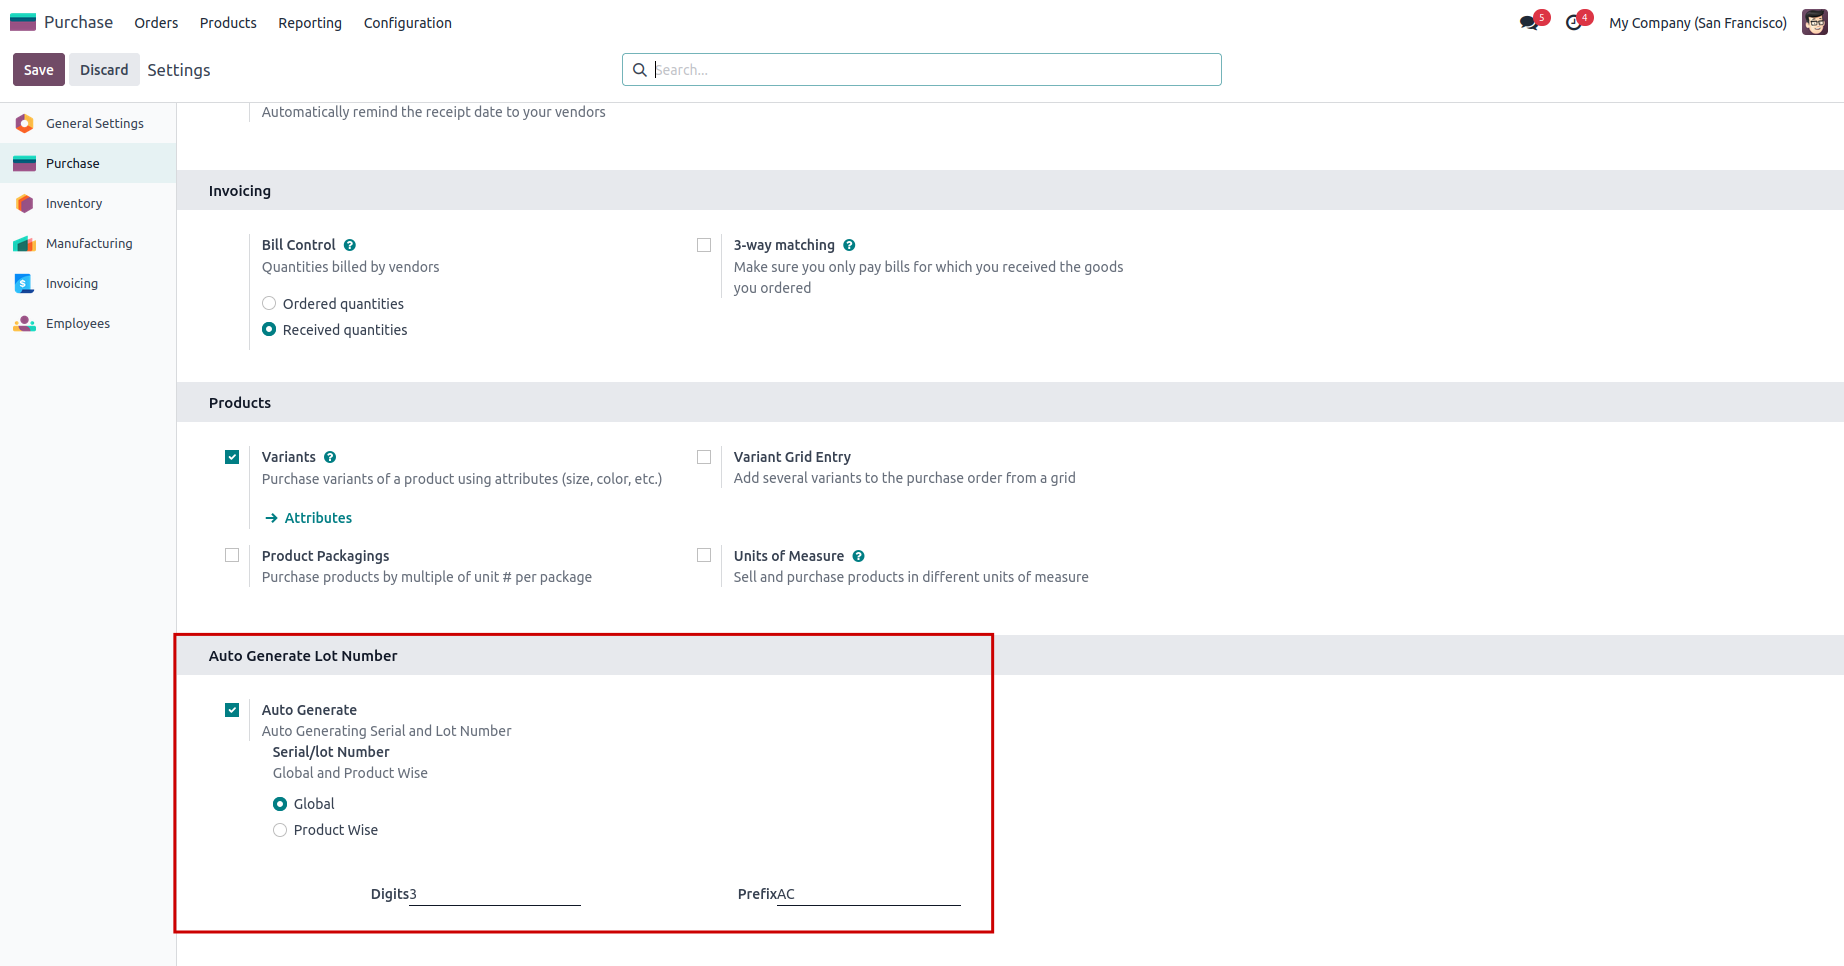 Purchase Orders Products Reporting Configuration 5 4 My Company (San Francisco)
Save Discard Settings Search...
General Settings
Purchase
Inventory
Manufacturing
Invoicing
Employees
Automatically remind the receipt date to your vendors
Invoicing
Bill Control ?
Quantities billed by vendors
Ordered quantities
Received quantities
3-way matching ?
Make sure you only pay bills for which you received the goods
you ordered
Products
Variants ?
Purchase variants of a product using attributes (size, color, etc.)
→ Attributes
Variant Grid Entry
Add several variants to the purchase order from a grid
Product Packagings
Purchase products by multiple of unit # per package
Units of Measure ?
Sell and purchase products in different units of measure
Auto Generate Lot Number
Auto Generate
Auto Generating Serial and Lot Number
Serial/lot Number
Global and Product Wise
Global
Product Wise
Digits3 PrefixAC